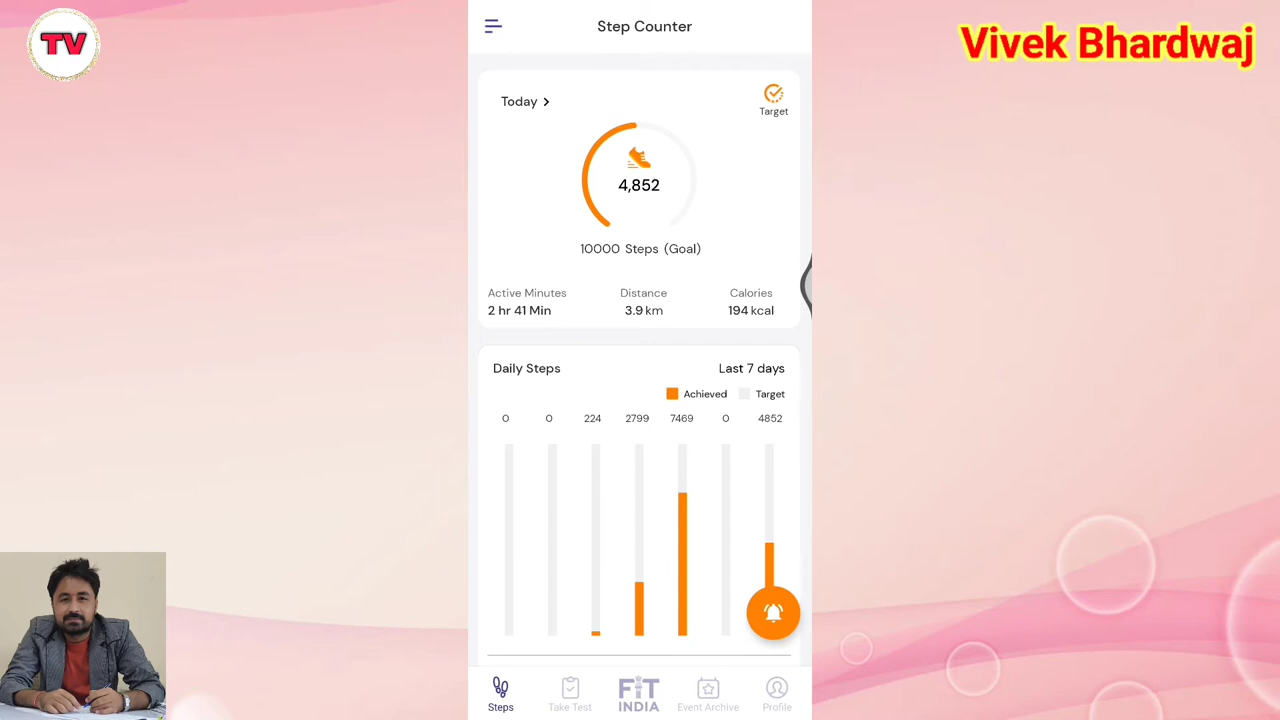 TV
Vivek Bhardwaj
Step Counter
Today
Target
4,852
10000 Steps (Goal)
Active Minutes Distance Calories
2 hr 41 Min 3.9 km 194 kcal
Daily Steps Last 7 days
Achieved Target
0 0 224 2799 7469 0 4852
FIT
INDIA
Steps Take Test Event Archive Profile